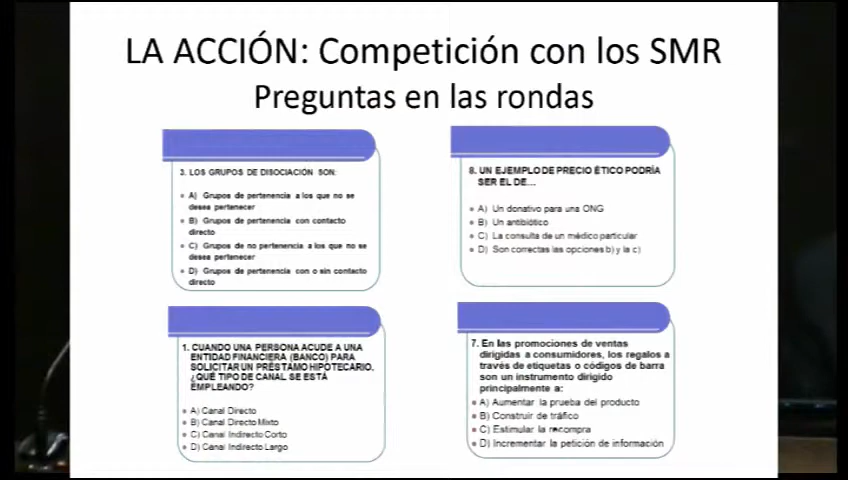 LA ACCIÓN: Competición con los SMR
Preguntas en las rondas
3. LOS GRUPOS DE DISOCIACIÓN SON:
A) Grupos de pertenencia a los que no se
desea pertenecer
B) Grupos de pertenencia con contacto
directo
C) Grupos de no pertenencia a los que no se
desea pertenecer
D) Grupos de pertenencia con o sin contacto
directo
8. UN EJEMPLO DE PRECIO ÉTICO PODRÍA
SER EL DE...
A) Un donativo para una ONG
B) Un antibiótico
C) La consulta de un médico particular
D) Son correctas las opciones b) y la c)
1. CUANDO UNA PERSONA ACUDE A UNA
ENTIDAD FINANCIERA (BANCO) PARA
SOLICITAR UN PRÉSTAMO HIPOTECARIO.
¿QUÉ TIPO DE CANAL SE ESTÁ
EMPLEANDO?
A) Canal Directo
B) Canal Directo Mixto
C) Canal Indirecto Corto
D) Canal Indirecto Largo
7. En las promociones de ventas
dirigidas a consumidores, los regalos a
través de etiquetas o códigos de barra
son un instrumento dirigido
principalmente a:
A) Aumentar la prueba del producto
B) Construir de tráfico
C) Estimular la recompra
D) Incrementar la petición de información